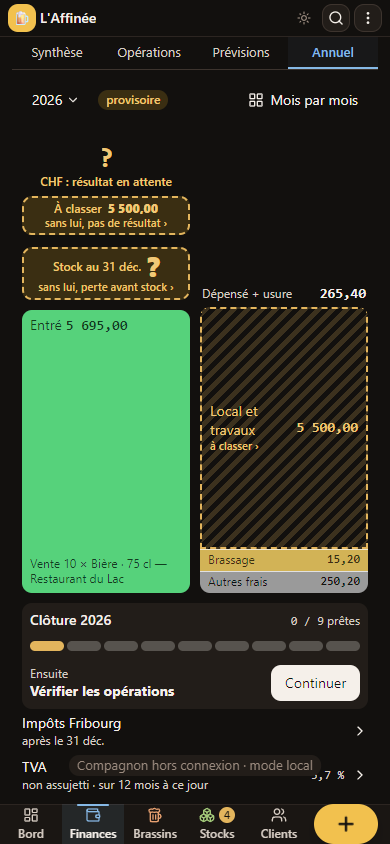 L'Affinée
Synthèse
Opérations
Prévisions
Annuel
2026
provisoire
Mois par mois
?
CHF : résultat en attente
À classer 5 500,00
sans lui, pas de résultat ›
Stock au 31 déc. ?
sans lui, perte avant stock ›
Dépensé + usure 265,40
Entré 5 695,00
Local et
travaux
à classer ›
5 500,00
Vente 10 × Bière · 75 cl —
Restaurant du Lac
Brassage 15,20
Autres frais 250,20
Clôture 2026
0 / 9 prêtes
Ensuite
Vérifier les opérations
Continuer
Impôts Fribourg
après le 31 déc.
TVA
Compagnon hors connexion · mode local
5,7 %
non assujetti · sur 12 mois à ce jour
Bord
Finances
Brassins
Stocks
4
Clients
+